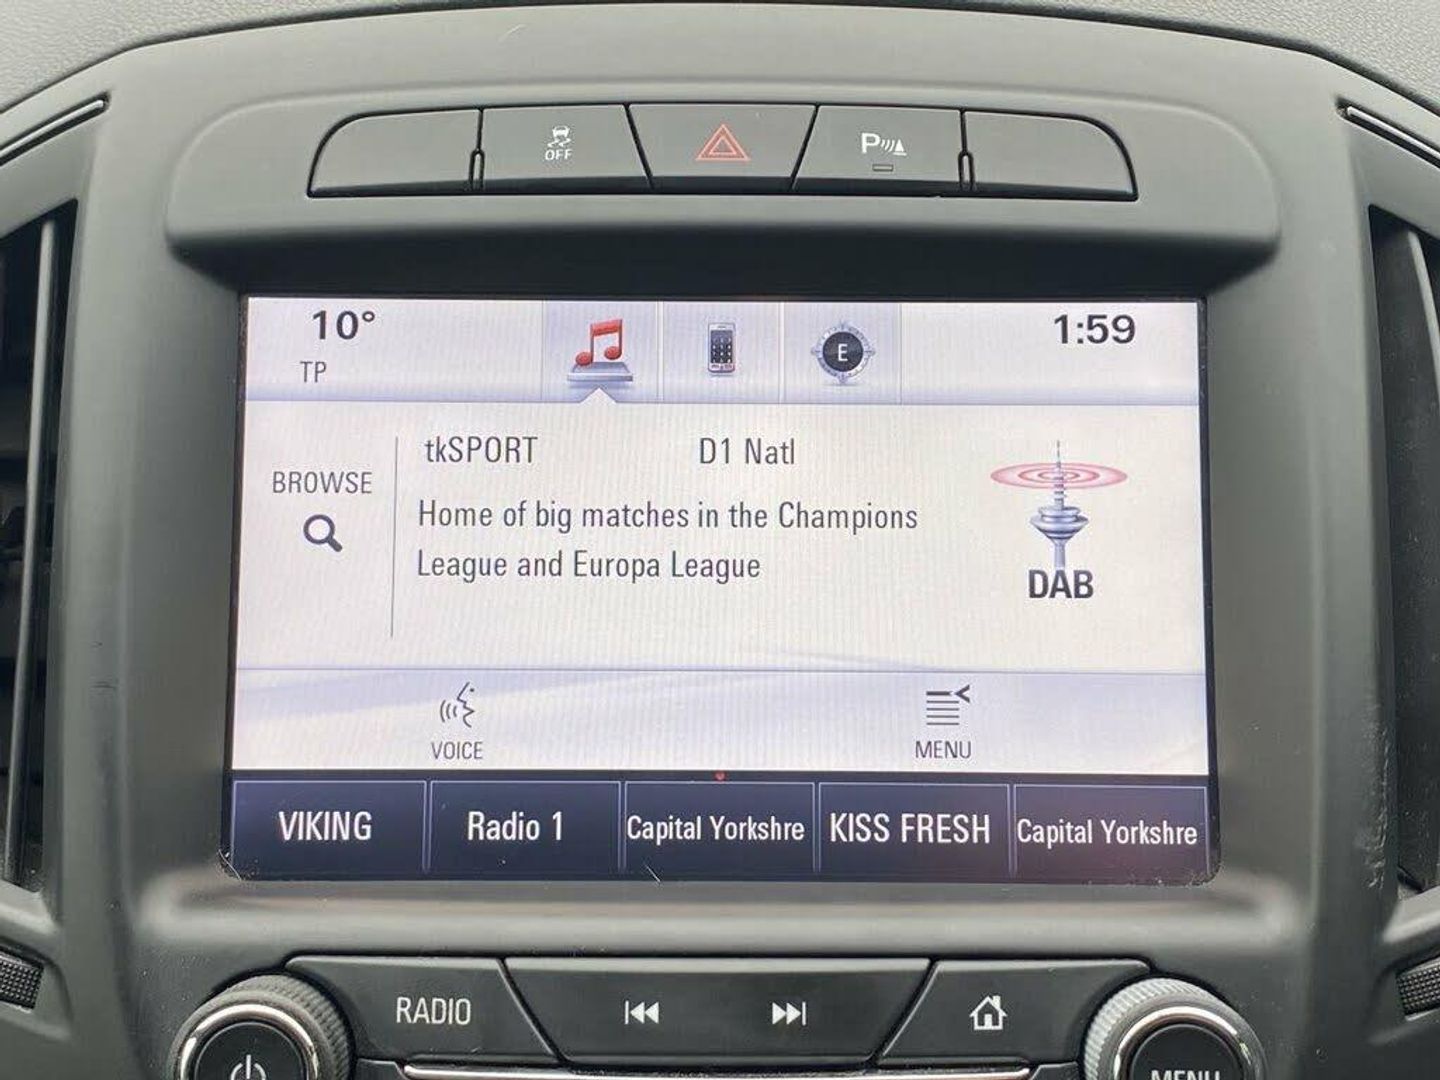 OFF
P
10°
E
1:59
TP
tkSPORT D1 Natl
BROWSE
Home of big matches in the Champions
League and Europa League
DAB
VOICE
MENU
VIKING
Radio 1
Capital Yorkshre
KISS FRESH
Capital Yorkshre
RADIO
MENU